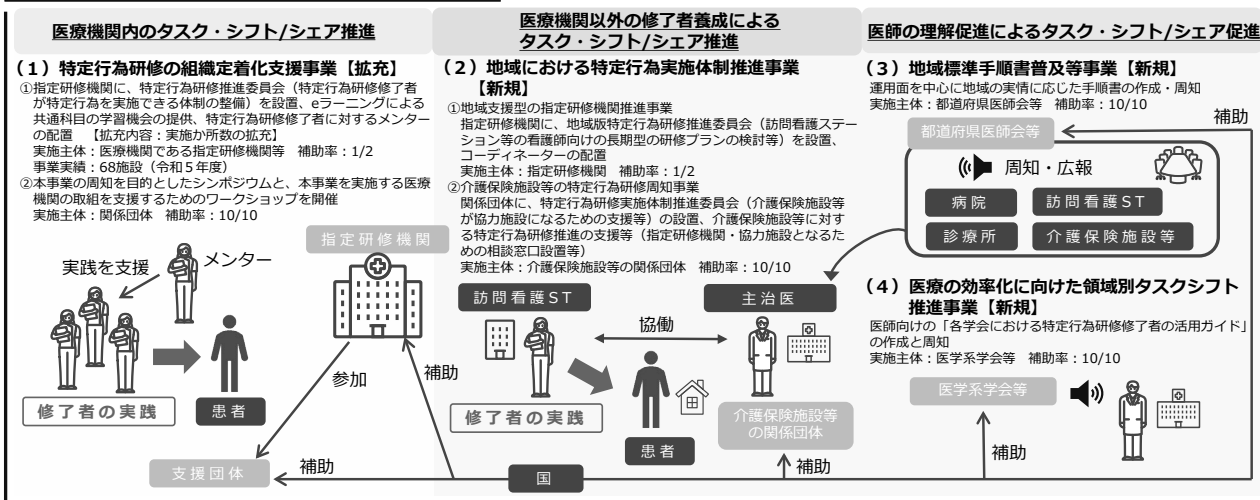 医療機関内のタスク・シフト/シェア推進
（１）特定行為研修の組織定着化支援事業【拡充】
①指定研修機関に、特定行為研修推進委員会（特定行為研修修了者
が特定行為を実施できる体制の整備）を設置、eラーニングによる
共通科目の学習機会の提供、特定行為研修修了者に対するメンター
の配置　【拡充内容：実施か所数の拡充】
実施主体：医療機関である指定研修機関等　補助率：1/2
事業実績：68施設（令和５年度）
②本事業の周知を目的としたシンポジウムと、本事業を実施する医療
機関の取組を支援するためのワークショップを開催
実施主体：関係団体　補助率：10/10
指定研修機関
実践を支援
メンター
参加
補助
修了者の実践
患者
支援団体
補助
医療機関以外の修了者養成による
タスク・シフト/シェア推進
（２）地域における特定行為実施体制推進事業
【新規】
①地域支援型の指定研修機関推進事業
指定研修機関に、地域版特定行為研修推進委員会（訪問看護ステー
ション等の看護師向けの長期型の研修プランの検討等）を設置、
コーディネーターの配置
実施主体：指定研修機関　補助率：1/2
②介護保険施設等の特定行為研修周知事業
関係団体に、特定行為研修実施体制推進委員会（介護保険施設等
が協力施設になるための支援等）の設置、介護保険施設等に対す
る特定行為研修推進の支援等（指定研修機関・協力施設となるた
めの相談窓口設置等）
実施主体：介護保険施設等の関係団体　補助率：10/10
訪問看護ST
主治医
協働
修了者の実践
患者
介護保険施設等
の関係団体
国
補助
医師の理解促進によるタスク・シフト/シェア促進
（３）地域標準手順書普及等事業【新規】
運用面を中心に地域の実情に応じた手順書の作成・周知
実施主体：都道府県医師会等　補助率：10/10
都道府県医師会等
補助
周知・広報
病院
訪問看護ST
診療所
介護保険施設等
（４）医療の効率化に向けた領域別タスクシフト
推進事業【新規】
医師向けの「各学会における特定行為研修修了者の活用ガイド」
の作成と周知
実施主体：医学系学会等　補助率：10/10
医学系学会等
補助